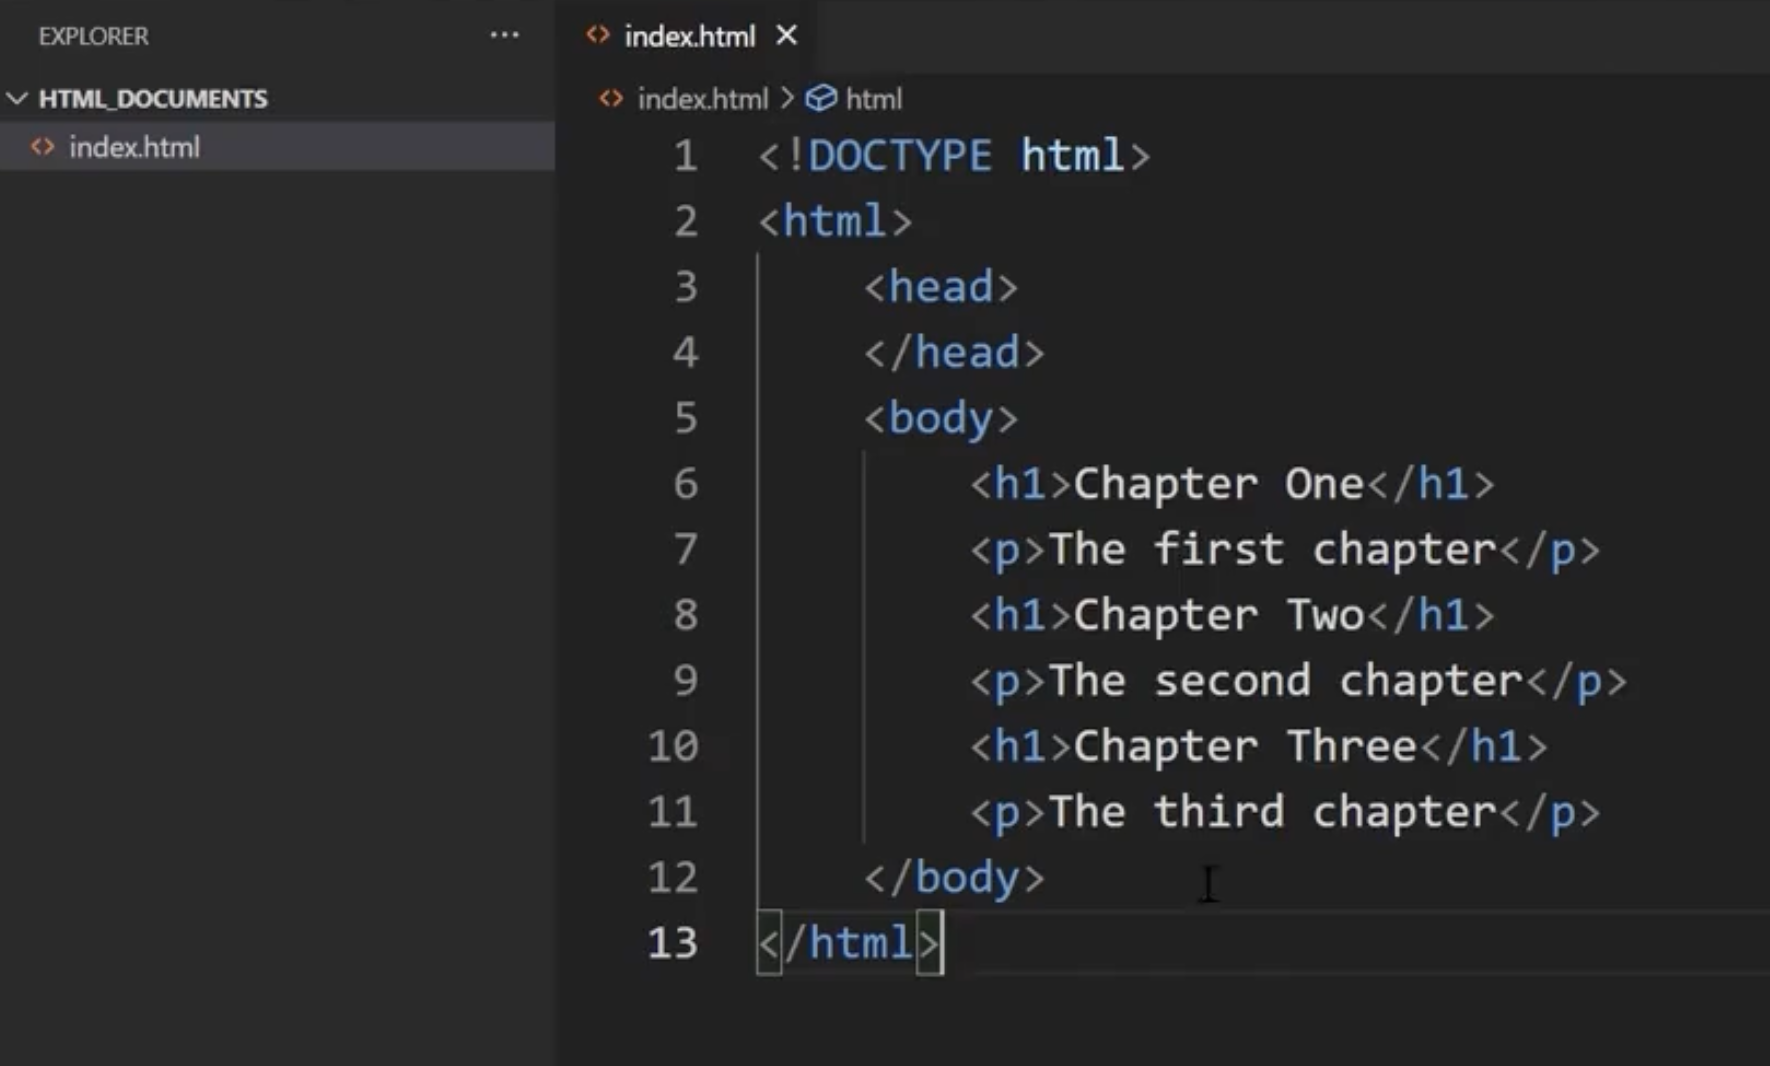 EXPLORER ...
HTML_DOCUMENTS
index.html
index.html
index.html > html
1 <!DOCTYPE html>
2 <html>
3 <head>
4 </head>
5 <body>
6 <h1>Chapter One</h1>
7 <p>The first chapter</p>
8 <h1>Chapter Two</h1>
9 <p>The second chapter</p>
10 <h1>Chapter Three</h1>
11 <p>The third chapter</p>
12 </body>
13 </html>